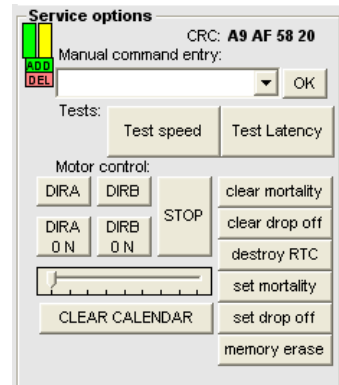 Service options
CRC: A9 AF 58 20
Manual command entry:
ADD
DEL
OK
Tests:
Test speed
Test Latency
Motor control:
DIRA
DIRB
STOP
DIRA
0 N
DIRB
0 N
clear mortality
clear drop off
destroy RTC
set mortality
CLEAR CALENDAR
set drop off
memory erase